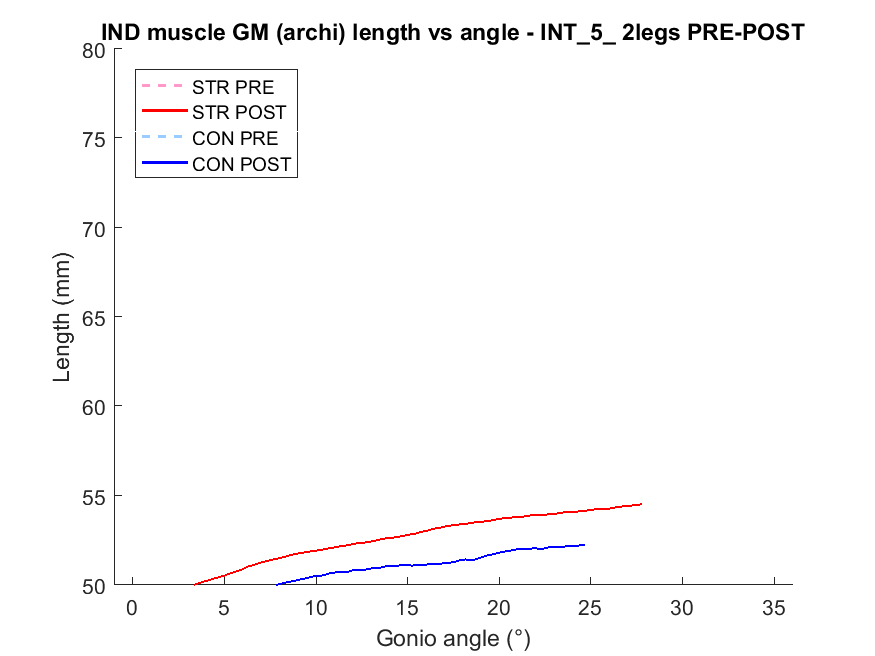 IND muscle GM (archi) length vs angle - INT_5_ 2legs PRE-POST
80
75
70
65
60
55
50
Length (mm)
STR PRE
STR POST
CON PRE
CON POST
0 5 10 15 20 25 30 35
Gonio angle (°)